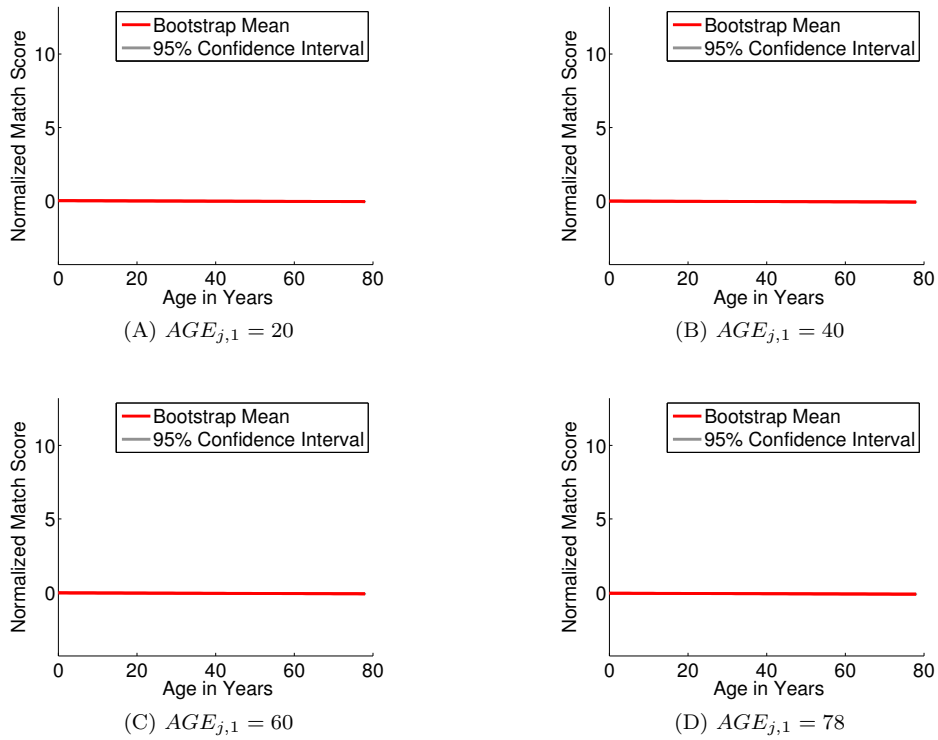 Bootstrap Mean
95% Confidence Interval
Normalized Match Score
10
5
0
0 20 40 60 80
Age in Years
(A) AGE_{j,1} = 20
Bootstrap Mean
95% Confidence Interval
Normalized Match Score
10
5
0
0 20 40 60 80
Age in Years
(B) AGE_{j,1} = 40
Bootstrap Mean
95% Confidence Interval
Normalized Match Score
10
5
0
0 20 40 60 80
Age in Years
(C) AGE_{j,1} = 60
Bootstrap Mean
95% Confidence Interval
Normalized Match Score
10
5
0
0 20 40 60 80
Age in Years
(D) AGE_{j,1} = 78